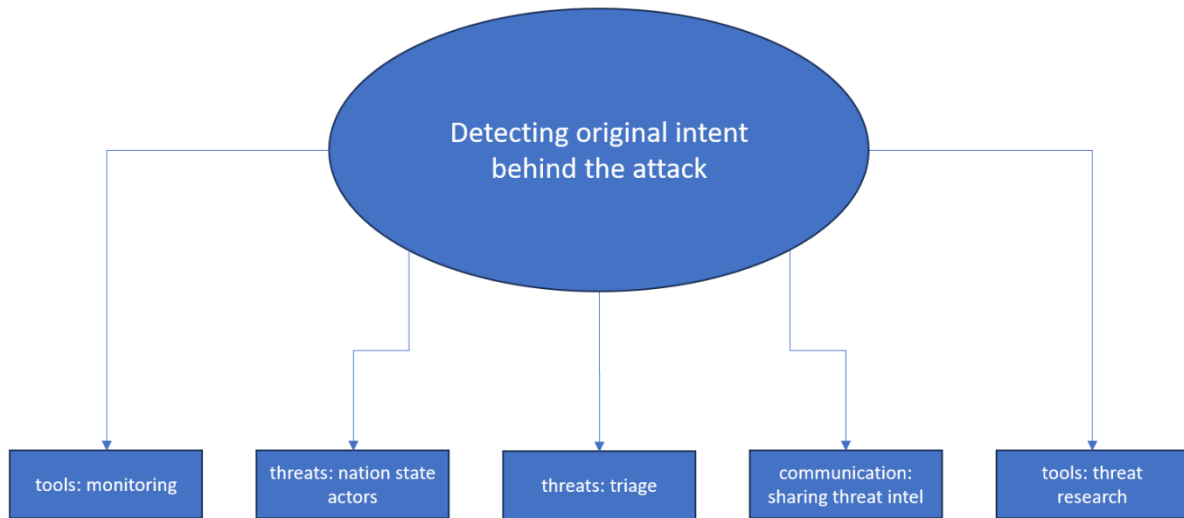 Detecting original intent
behind the attack
tools: monitoring
threats: nation state
actors
threats: triage
communication:
sharing threat intel
tools: threat
research